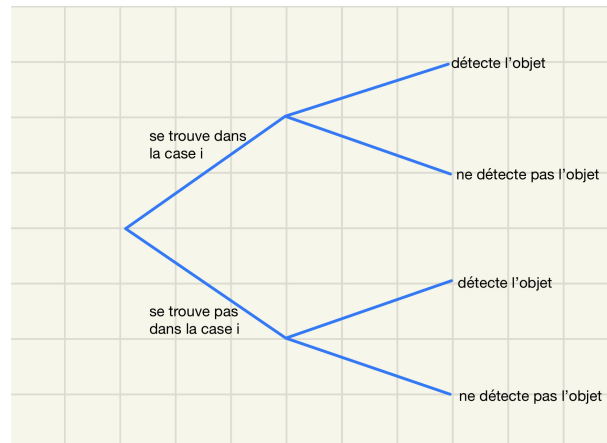 détecte l'objet
se trouve dans
la case i
ne détecte pas l'objet
détecte l'objet
se trouve pas
dans la case i
ne détecte pas l'objet